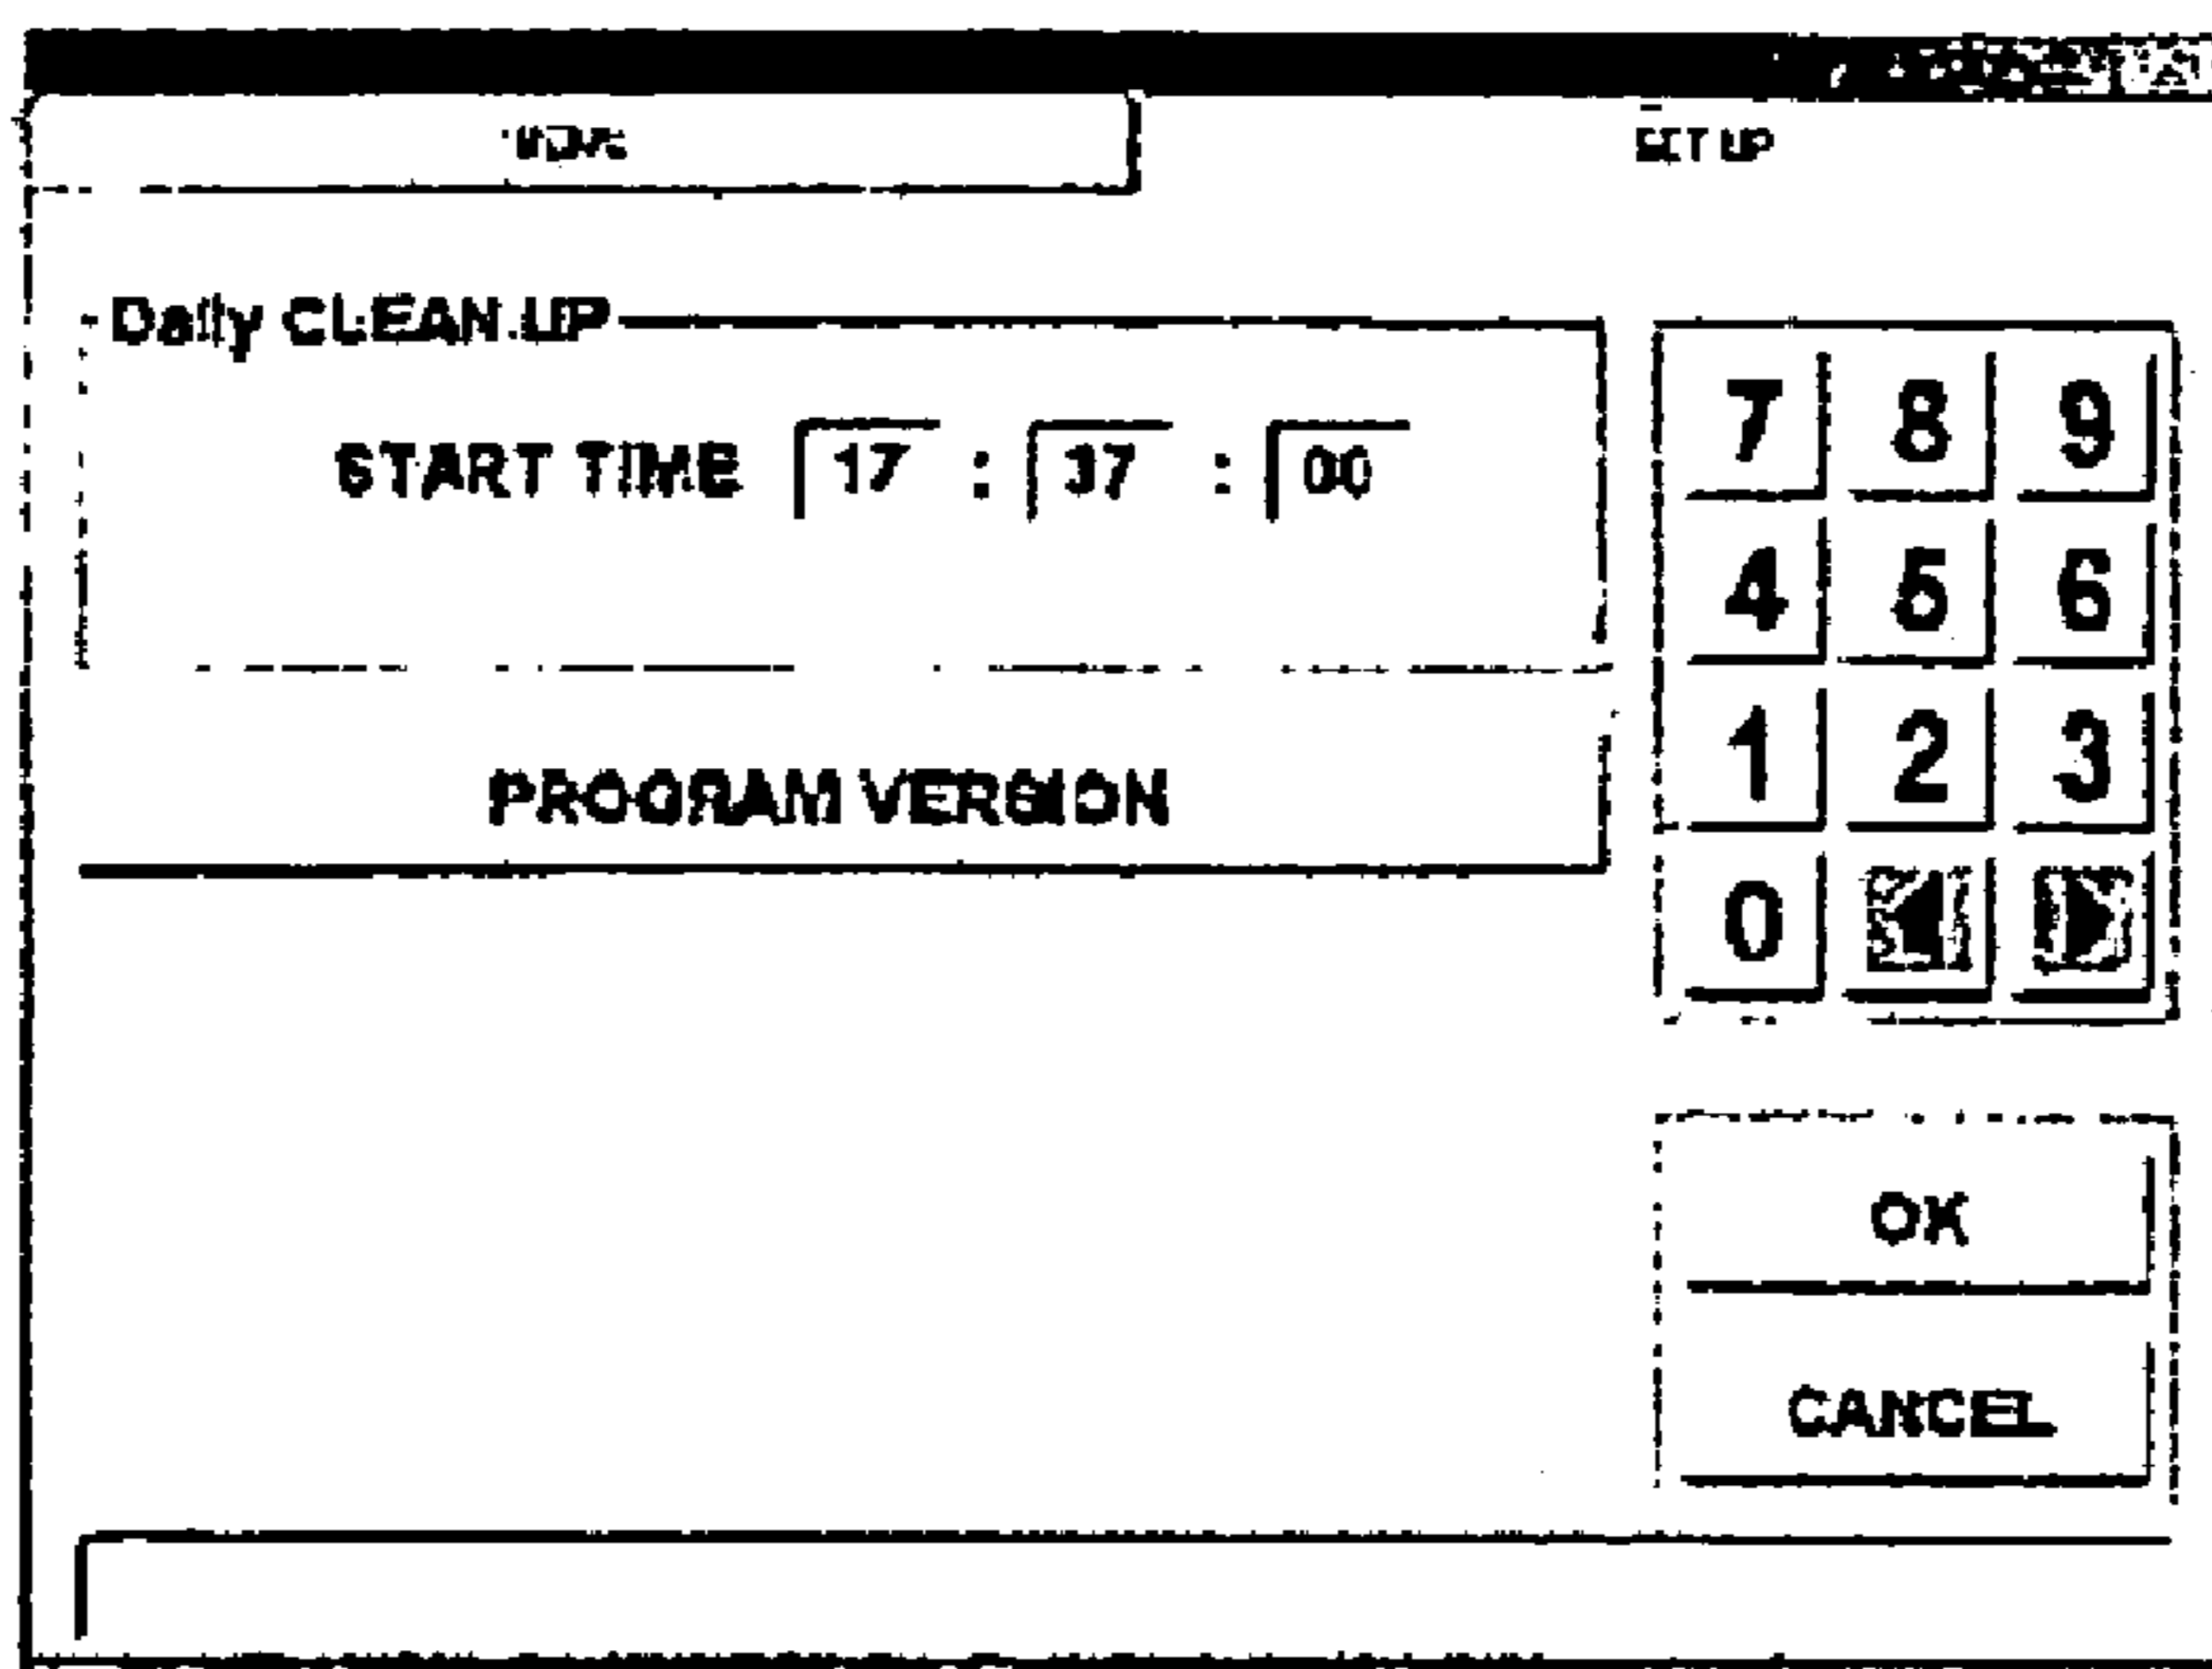 SET UP
Daily CLEAN.UP
START TIME 17 : 37 : 00
7 8 9
4 5 6
PROGRAM VERSION
1 2 3
0
OK
CANCEL